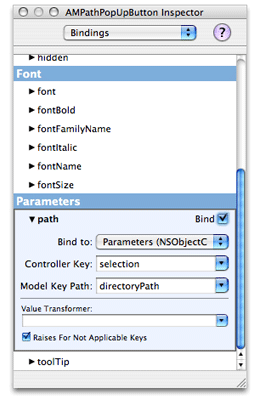 AMPathPopUpButton Inspector
Bindings
?
hidden
Font
font
fontBold
fontFamilyName
fontItalic
fontName
fontSize
Parameters
path Bind
Bind to: Parameters (NSObjectC
Controller Key: selection
Model Key Path: directoryPath
Value Transformer:
Raises For Not Applicable Keys
toolTip